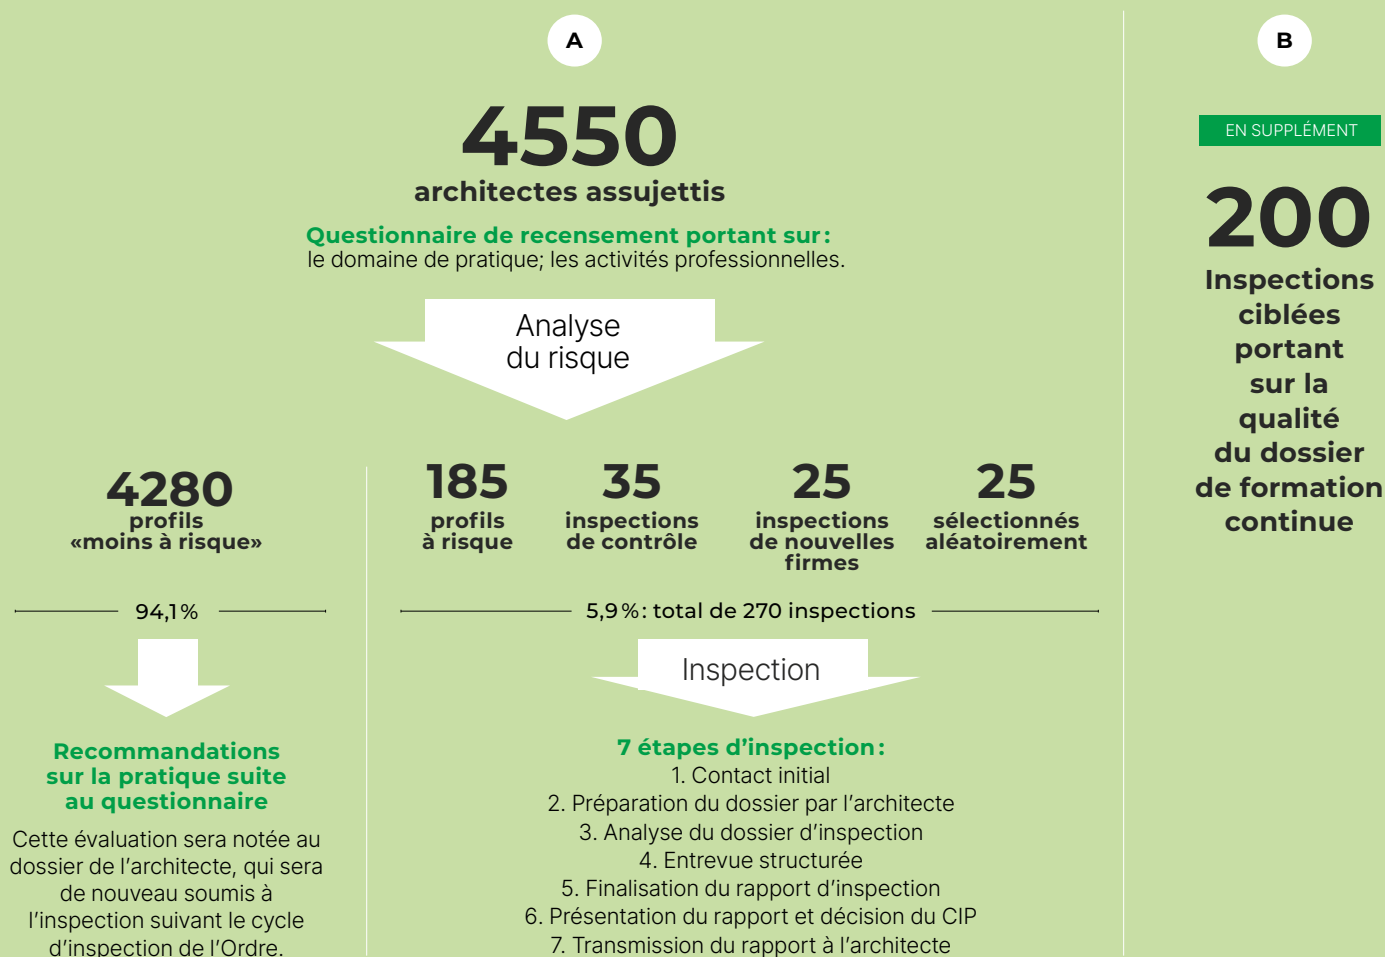 A
4550
architectes assujettis
Questionnaire de recensement portant sur :
le domaine de pratique; les activités professionnelles.
Analyse
du risque
4280
profils
«moins à risque»
94,1 %
Recommandations
sur la pratique suite
au questionnaire
Cette évaluation sera notée au
dossier de l’architecte, qui sera
de nouveau soumis à
l’inspection suivant le cycle
d’inspection de l’Ordre.
185
profils
à risque
35
inspections
de contrôle
25
inspections
de nouvelles
firmes
25
sélectionnés
aléatoirement
5,9 % : total de 270 inspections
Inspection
7 étapes d’inspection :
1. Contact initial
2. Préparation du dossier par l’architecte
3. Analyse du dossier d’inspection
4. Entrevue structurée
5. Finalisation du rapport d’inspection
6. Présentation du rapport et décision du CIP
7. Transmission du rapport à l’architecte
B
EN SUPPLÉMENT
200
Inspections
ciblées
portant
sur la
qualité
du dossier
de formation
continue